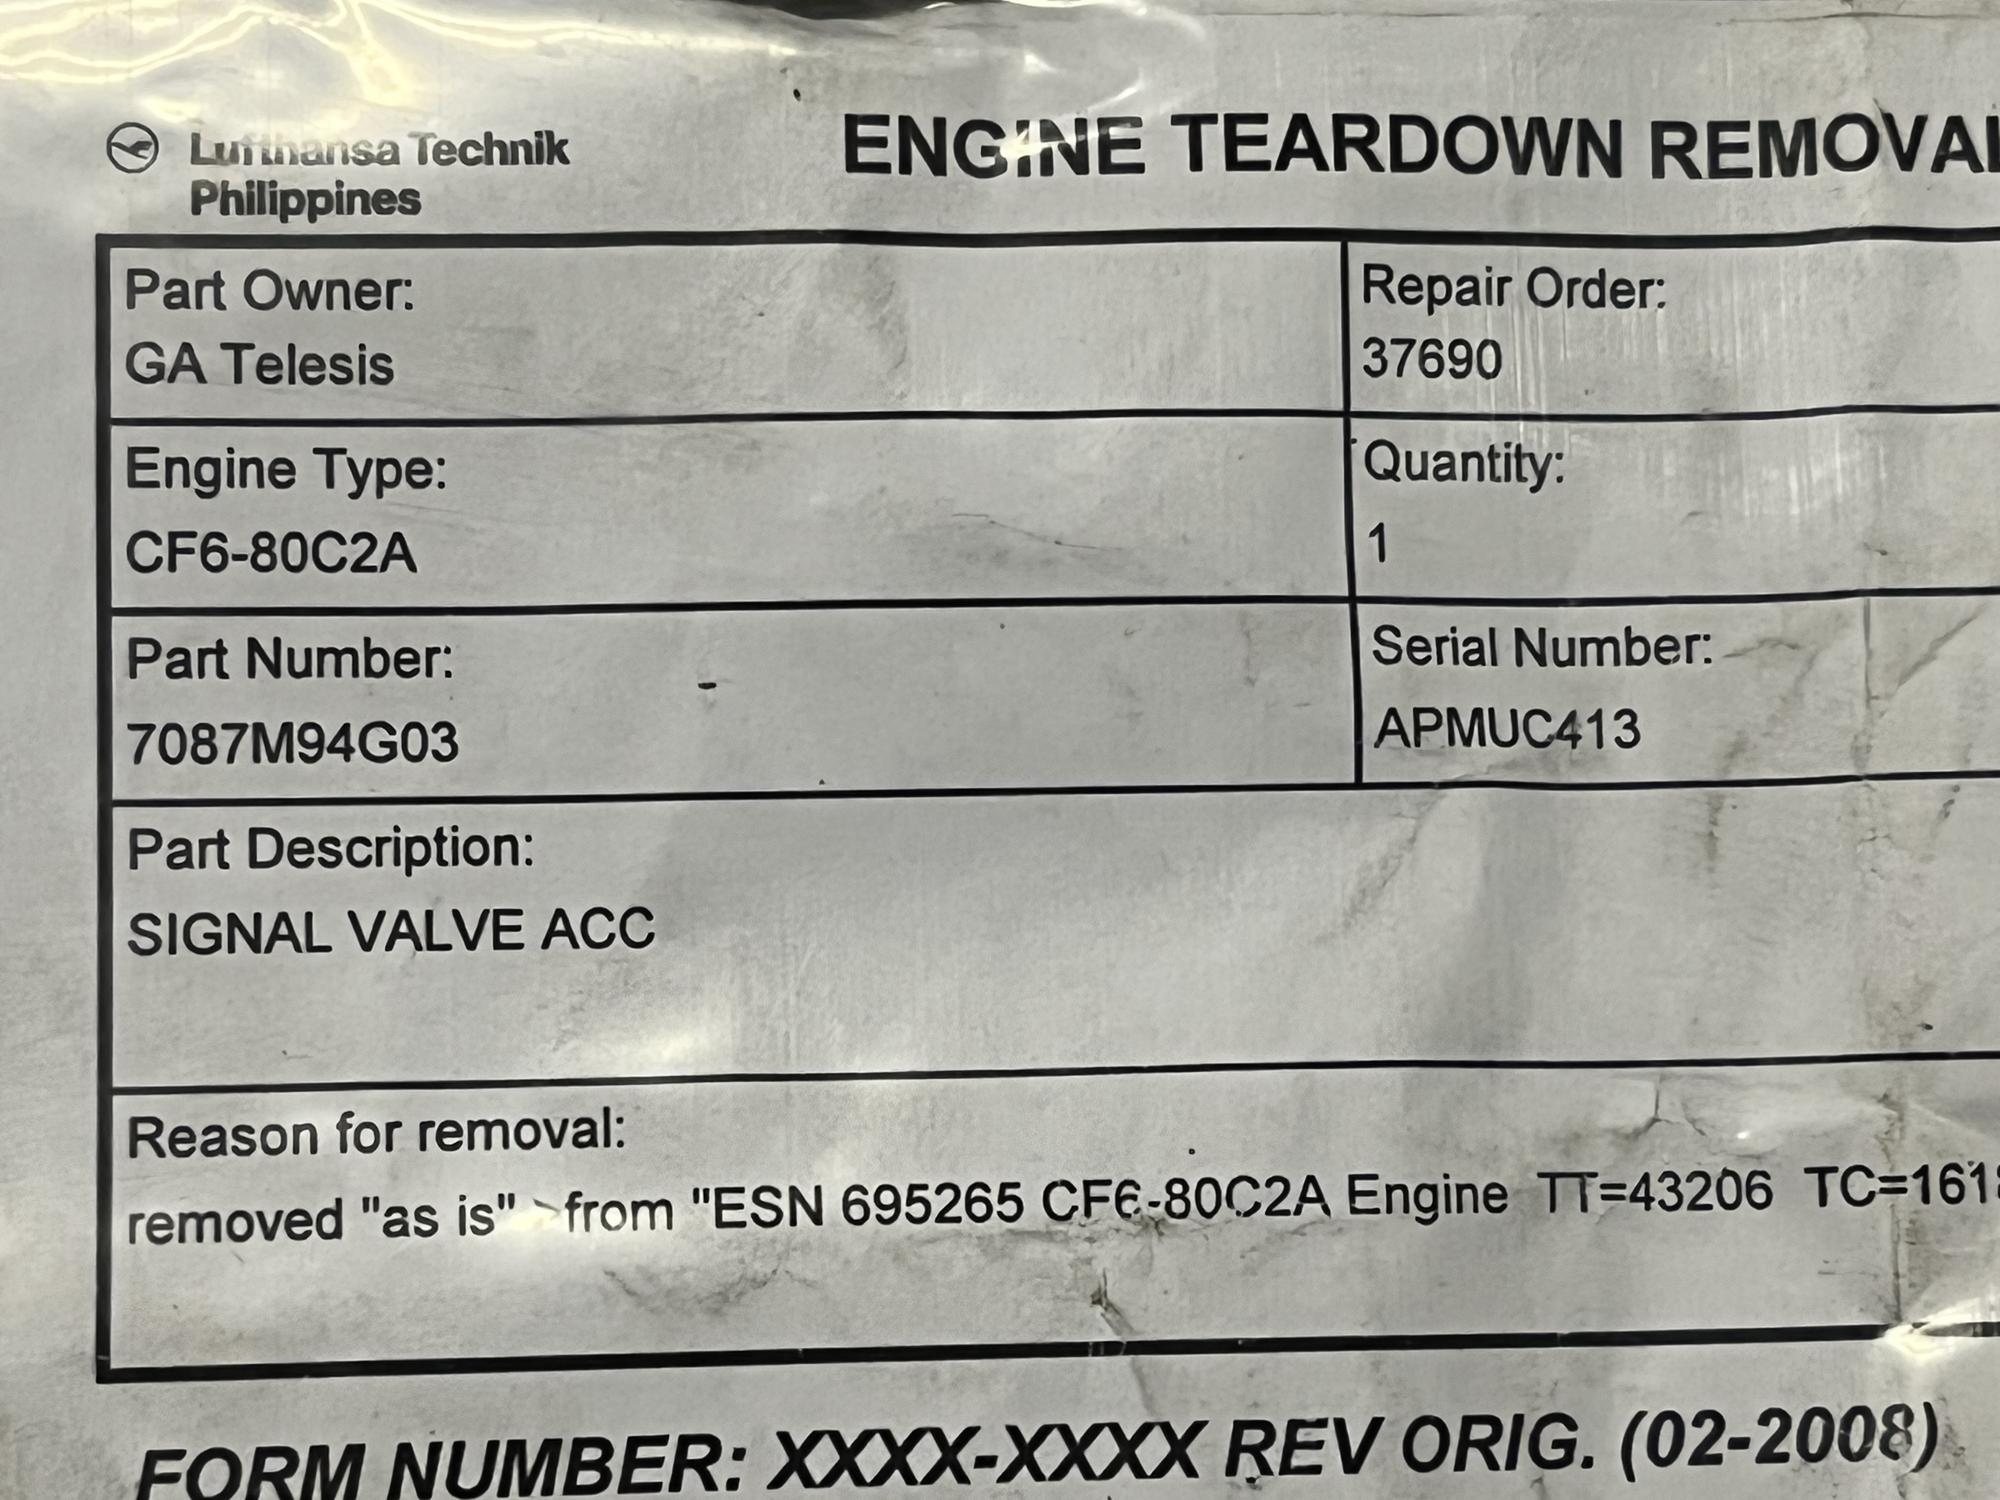 Lufthansa Technik
Philippines
ENGINE TEARDOWN REMOVAL
Part Owner:
GA Telesis
Repair Order:
37690
Engine Type:
CF6-80C2A
Quantity:
1
Part Number:
7087M94G03
Serial Number:
APMUC413
Part Description:
SIGNAL VALVE ACC
Reason for removal:
removed "as is" from "ESN 695265 CF6-80C2A Engine TT=43206
FORM NUMBER: XXXX-XXXX REV ORIG. (02-2008)